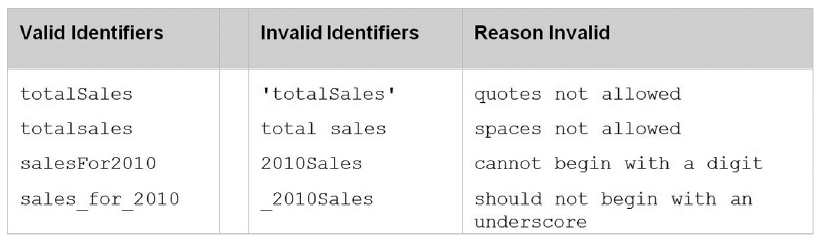 Valid Identifiers Invalid Identifiers Reason Invalid
totalSales 'totalSales' quotes not allowed
totalsales total sales spaces not allowed
salesFor2010 2010Sales cannot begin with a digit
sales_for_2010 _2010Sales should not begin with an
underscore